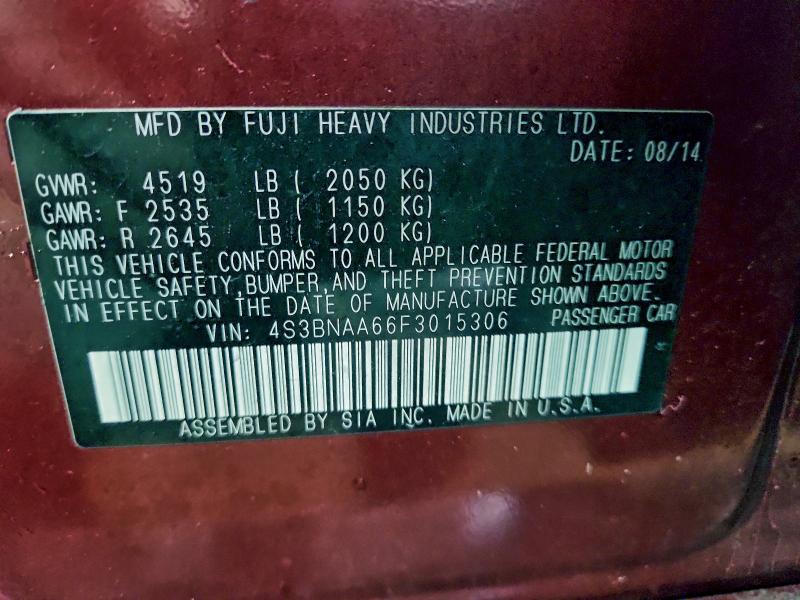 MFD BY FUJI HEAVY INDUSTRIES LTD.
DATE: 08/14
GVWR: 4519 LB ( 2050 KG)
GAWR: F 2535 LB ( 1150 KG)
GAWR: R 2645 LB ( 1200 KG)
THIS VEHICLE CONFORMS TO ALL APPLICABLE FEDERAL MOTOR
VEHICLE SAFETY, BUMPER, AND THEFT PREVENTION STANDARDS
IN EFFECT ON THE DATE OF MANUFACTURE SHOWN ABOVE.
VIN: 4S3BNAA66F3015306 PASSENGER CAR
ASSEMBLED BY SIA INC. MADE IN U.S.A.